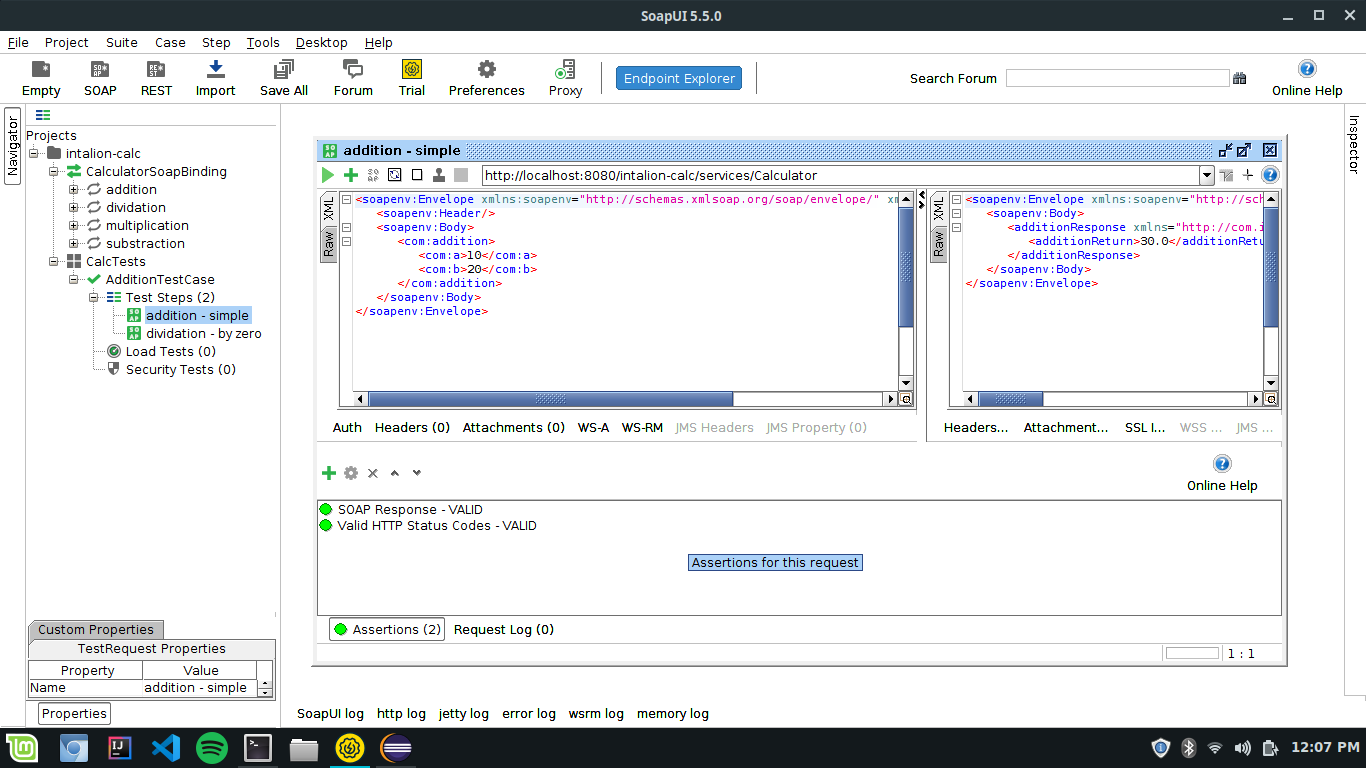 SoapUI 5.5.0
File Project Suite Case Step Tools Desktop Help
Empty SOAP REST Import Save All Forum Trial Preferences Proxy Endpoint Explorer Search Forum Online Help
Navigator
Inspector
Projects
intalion-calc
CalculatorSoapBinding
addition
dividation
multiplication
substraction
CalcTests
AdditionTestCase
Test Steps (2)
addition - simple
dividation - by zero
Load Tests (0)
Security Tests (0)
Custom Properties
TestRequest Properties
Property Value
Name addition - simple
Properties
addition - simple
http://localhost:8080/intalion-calc/services/Calculator
XML
Raw
<soapenv:Envelope xmlns:soapenv="http://schemas.xmlsoap.org/soap/envelope/" xm
<soapenv:Header/>
<soapenv:Body>
<com:addition>
<com:a>10</com:a>
<com:b>20</com:b>
</com:addition>
</soapenv:Body>
</soapenv:Envelope>
XML
Raw
<soapenv:Envelope xmlns:soapenv="http://sch
<soapenv:Body>
<additionResponse xmlns="http://com.i
<additionReturn>30.0</additionRetu
</additionResponse>
</soapenv:Body>
</soapenv:Envelope>
Auth Headers (0) Attachments (0) WS-A WS-RM JMS Headers JMS Property (0)
Headers... Attachment... SSL I... WSS ... JMS ...
Online Help
SOAP Response - VALID
Valid HTTP Status Codes - VALID
Assertions for this request
Assertions (2) Request Log (0)
1 : 1
SoapUI log http log jetty log error log wsrm log memory log
12:07 PM